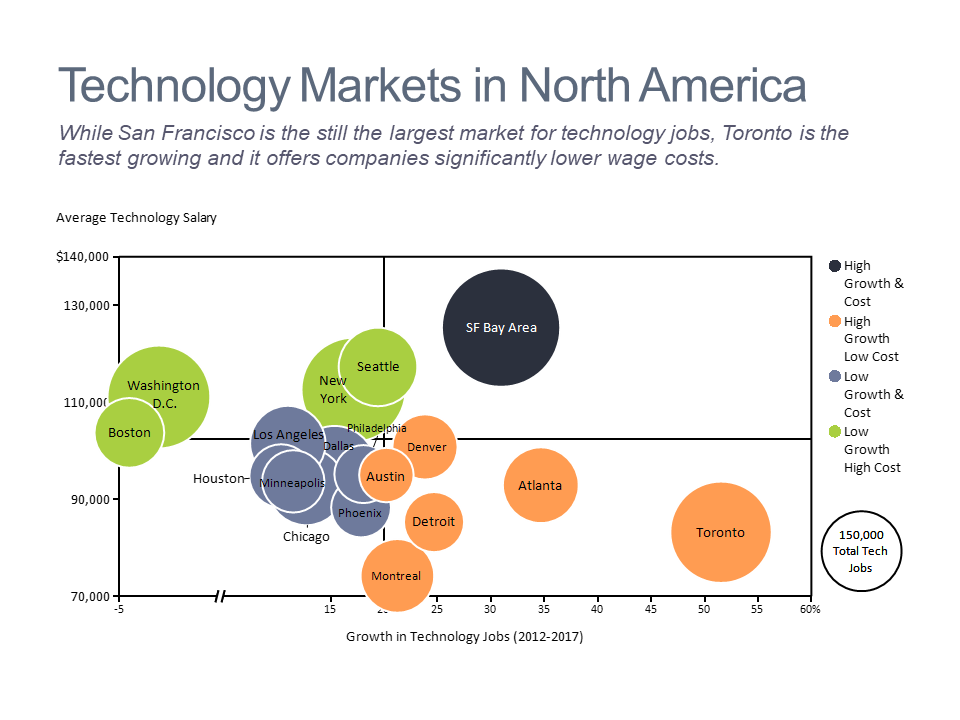 Technology Markets in North America
While San Francisco is the still the largest market for technology jobs, Toronto is the
fastest growing and it offers companies significantly lower wage costs.
Average Technology Salary
$140,000
130,000
110,000
90,000
70,000
SF Bay Area
Seattle
New
York
Washington
D.C.
Boston
Los Angeles
Philadelphia
Dallas
Denver
Houston
Minneapolis
Austin
Atlanta
Phoenix
Detroit
Chicago
Toronto
Montreal
-5
15
25
30
35
40
45
50
55
60%
Growth in Technology Jobs (2012-2017)
High
Growth &
Cost
High
Growth
Low Cost
Low
Growth &
Cost
Low
Growth
High Cost
150,000
Total Tech
Jobs